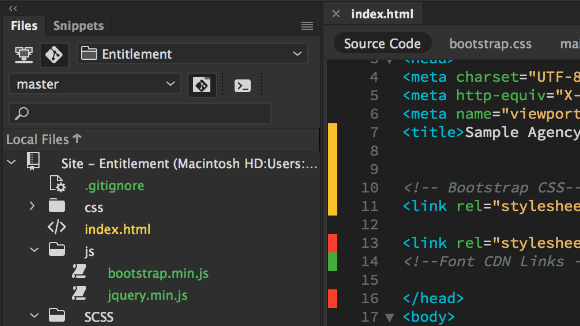 Files Snippets
Entitlement
master
Local Files
Site – Entitlement (Macintosh HD:Users:...
.gitignore
css
index.html
js
bootstrap.min.js
jquery.min.js
SCSS
index.html
Source Code bootstrap.css
3 <head>
4 <meta charset="UTF-8
5 <meta http-equiv="X-
6 <meta name="viewport
7 <title>Sample Agency
8
9
10 <!-- Bootstrap CSS--
11 <link rel="styleshee
12
13 <link rel="styleshee
14 <!--Font CDN Links -
15
16 </head>
17 <body>